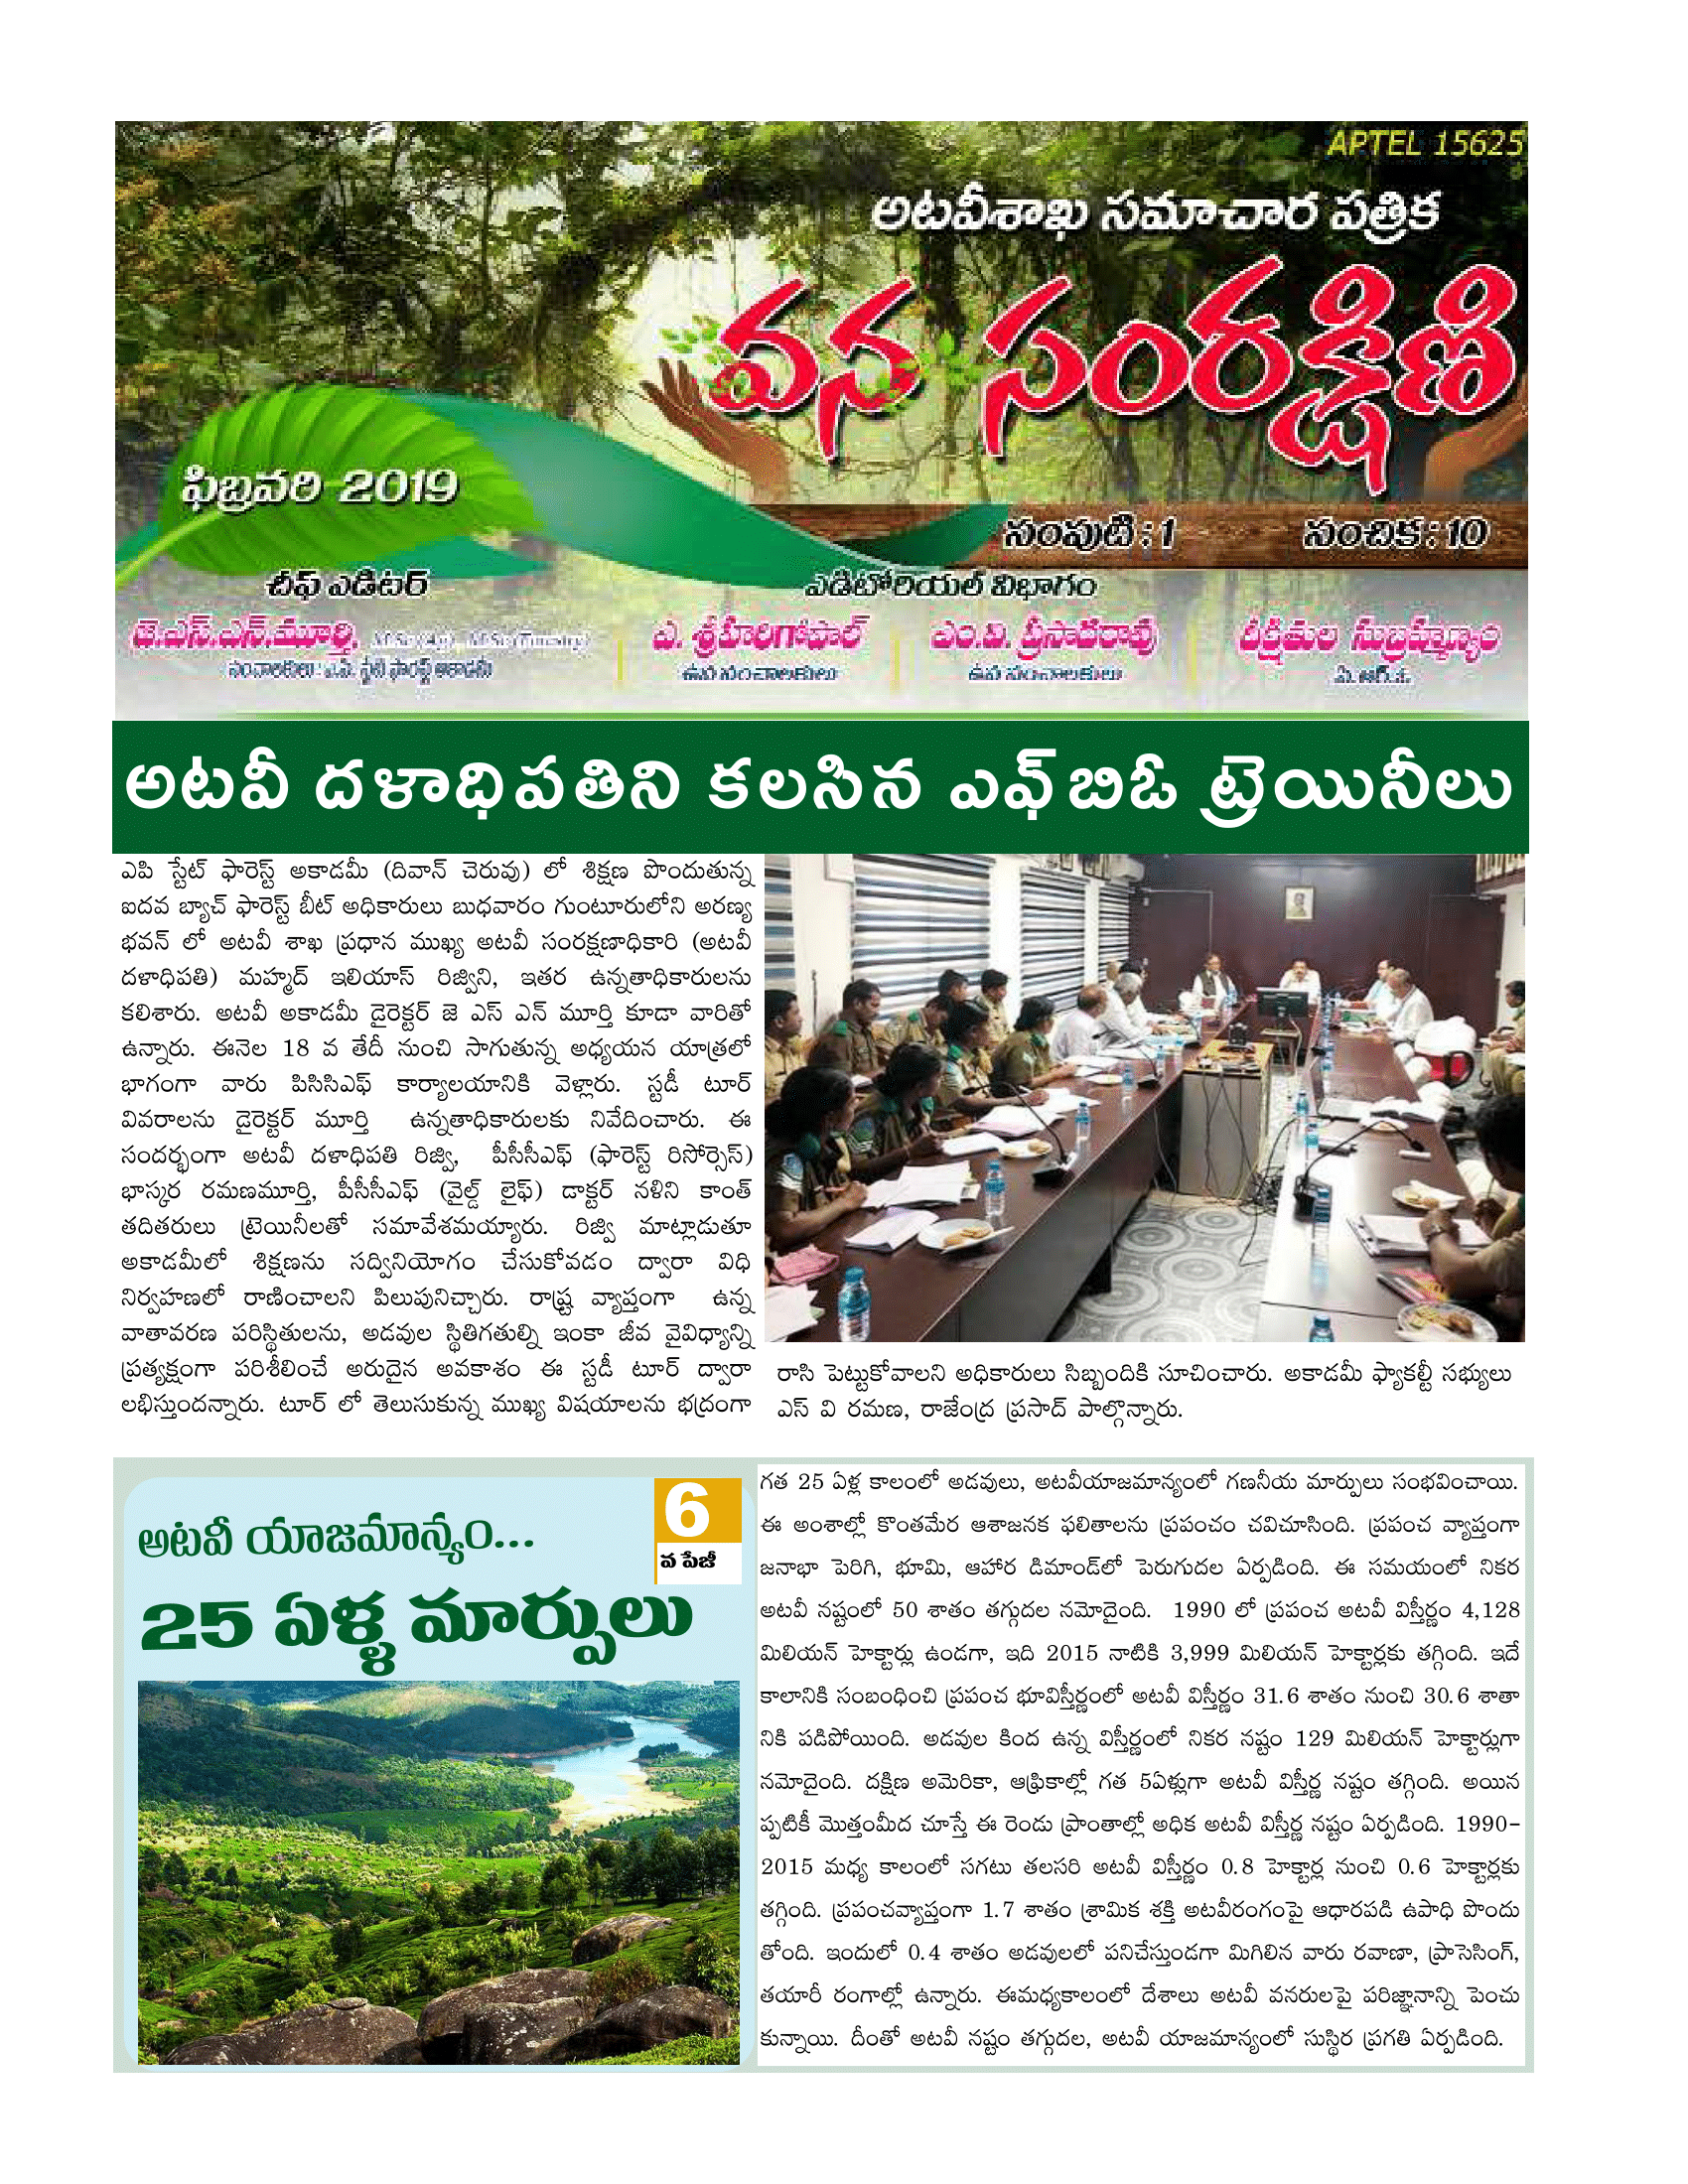 APTEL 15625
అటవీశాఖ సమాచార పత్రిక
వన సంరక్షిణి
ఫిబ్రవరి 2019
సంపుటి : 1 సంచిక : 10
చీఫ్ ఎడిటర్
ఎడిటోరియల్ విభాగం
జె.ఎస్.ఎన్.మూర్తి, M.Sc(Ag)., M.Sc(Forestry)
ఎ. శ్రీహరిగోపాల్
ఎం.వి. ప్రసాదరావు
దీక్షితుల సుబ్రహ్మణ్యం
సంచాలకులు : ఎ.పి. స్టేట్ ఫారెస్ట్ అకాడమీ
ఉప సంచాలకులు
ఉప సంచాలకులు
పి.ఆర్.ఓ.
అటవీ దళాధిపతిని కలసిన ఎఫ్‌బిఓ ట్రెయినీలు
ఎపి స్టేట్ ఫారెస్ట్ అకాడమీ (దివాన్ చెరువు) లో శిక్షణ పొందుతున్న
ఐదవ బ్యాచ్ ఫారెస్ట్ బీట్ అధికారులు బుధవారం గుంటూరులోని అరణ్య
భవన్ లో అటవీ శాఖ ప్రధాన ముఖ్య అటవీ సంరక్షణాధికారి (అటవీ
దళాధిపతి) మహ్మద్ ఇలియాస్ రిజ్విని, ఇతర ఉన్నతాధికారులను
కలిశారు. అటవీ అకాడమీ డైరెక్టర్ జె ఎస్ ఎన్ మూర్తి కూడా వారితో
ఉన్నారు. ఈనెల 18 వ తేదీ నుంచి సాగుతున్న అధ్యయన యాత్రలో
భాగంగా వారు పిసిసిఎఫ్ కార్యాలయానికి వెళ్లారు. స్టడీ టూర్
వివరాలను డైరెక్టర్ మూర్తి ఉన్నతాధికారులకు నివేదించారు. ఈ
సందర్భంగా అటవీ దళాధిపతి రిజ్వి, పీసీసీఎఫ్ (ఫారెస్ట్ రిసోర్సెస్)
భాస్కర రమణమూర్తి, పీసీసీఎఫ్ (వైల్డ్ లైఫ్) డాక్టర్ నళిని కాంత్
తదితరులు ట్రెయినీలతో సమావేశమయ్యారు. రిజ్వి మాట్లాడుతూ
అకాడమీలో శిక్షణను సద్వినియోగం చేసుకోవడం ద్వారా విధి
నిర్వహణలో రాణించాలని పిలుపునిచ్చారు. రాష్ట్ర వ్యాప్తంగా ఉన్న
వాతావరణ పరిస్థితులను, అడవుల స్థితిగతుల్ని ఇంకా జీవ వైవిధ్యాన్ని
ప్రత్యక్షంగా పరిశీలించే అరుదైన అవకాశం ఈ స్టడీ టూర్ ద్వారా
లభిస్తుందన్నారు. టూర్ లో తెలుసుకున్న ముఖ్య విషయాలను భద్రంగా
రాసి పెట్టుకోవాలని అధికారులు సిబ్బందికి సూచించారు. అకాడమీ ఫ్యాకల్టీ సభ్యులు
ఎస్ వి రమణ, రాజేంద్ర ప్రసాద్ పాల్గొన్నారు.
6
వ పేజీ
అటవీ యాజమాన్యం...
25 ఏళ్ళ మార్పులు
గత 25 ఏళ్ల కాలంలో అడవులు, అటవీయాజమాన్యంలో గణనీయ మార్పులు సంభవించాయి.
ఈ అంశాల్లో కొంతమేర ఆశాజనక ఫలితాలను ప్రపంచం చవిచూసింది. ప్రపంచ వ్యాప్తంగా
జనాభా పెరిగి, భూమి, ఆహార డిమాండ్‌లో పెరుగుదల ఏర్పడింది. ఈ సమయంలో నికర
అటవీ నష్టంలో 50 శాతం తగ్గుదల నమోదైంది. 1990 లో ప్రపంచ అటవీ విస్తీర్ణం 4,128
మిలియన్ హెక్టార్లు ఉండగా, ఇది 2015 నాటికి 3,999 మిలియన్ హెక్టార్లకు తగ్గింది. ఇదే
కాలానికి సంబంధించి ప్రపంచ భూవిస్తీర్ణంలో అటవీ విస్తీర్ణం 31.6 శాతం నుంచి 30.6 శాతా
నికి పడిపోయింది. అడవుల కింద ఉన్న విస్తీర్ణంలో నికర నష్టం 129 మిలియన్ హెక్టార్లుగా
నమోదైంది. దక్షిణ అమెరికా, ఆఫ్రికాల్లో గత 5ఏళ్లుగా అటవీ విస్తీర్ణ నష్టం తగ్గింది. అయిన
ప్పటికీ మొత్తంమీద చూస్తే ఈ రెండు ప్రాంతాల్లో అధిక అటవీ విస్తీర్ణ నష్టం ఏర్పడింది. 1990-
2015 మధ్య కాలంలో సగటు తలసరి అటవీ విస్తీర్ణం 0.8 హెక్టార్ల నుంచి 0.6 హెక్టార్లకు
తగ్గింది. ప్రపంచవ్యాప్తంగా 1.7 శాతం శ్రామిక శక్తి అటవీరంగంపై ఆధారపడి ఉపాధి పొందు
తోంది. ఇందులో 0.4 శాతం అడవులలో పనిచేస్తుండగా మిగిలిన వారు రవాణా, ప్రాసెసింగ్,
తయారీ రంగాల్లో ఉన్నారు. ఈమధ్యకాలంలో దేశాలు అటవీ వనరులపై పరిజ్ఞానాన్ని పెంచు
కున్నాయి. దీంతో అటవీ నష్టం తగ్గుదల, అటవీ యాజమాన్యంలో సుస్థిర ప్రగతి ఏర్పడింది.